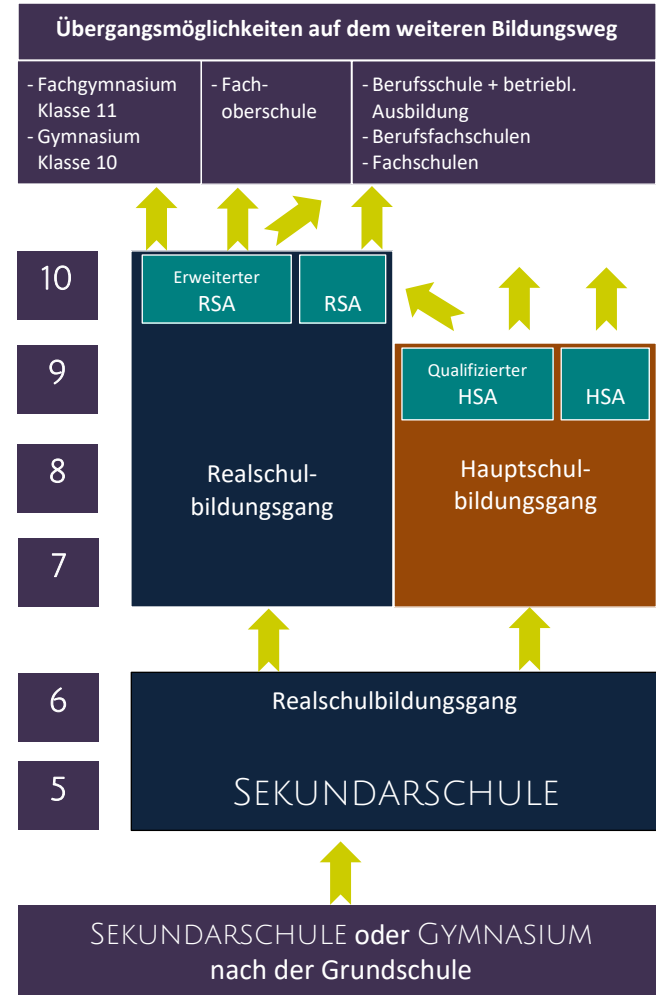 Übergangsmöglichkeiten auf dem weiteren Bildungsweg
- Fachgymnasium
Klasse 11
- Gymnasium
Klasse 10
- Fach-
oberschule
- Berufsschule + betriebl.
Ausbildung
- Berufsfachschulen
- Fachschulen
10
Erweiterter
RSA
RSA
9
Qualifizierter
HSA
HSA
8
Realschul-
bildungsgang
Hauptschul-
bildungsgang
7
6
Realschulbildungsgang
5
SEKUNDARSCHULE
SEKUNDARSCHULE oder GYMNASIUM
nach der Grundschule